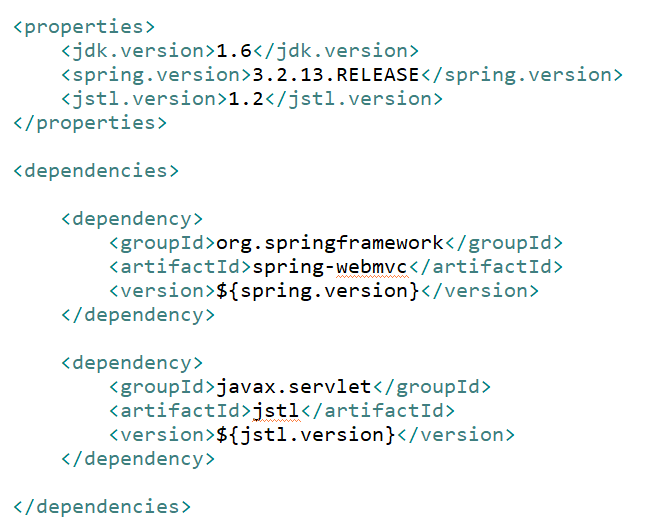 <properties>
    <jdk.version>1.6</jdk.version>
    <spring.version>3.2.13.RELEASE</spring.version>
    <jstl.version>1.2</jstl.version>
</properties>

<dependencies>

    <dependency>
        <groupId>org.springframework</groupId>
        <artifactId>spring-webmvc</artifactId>
        <version>${spring.version}</version>
    </dependency>

    <dependency>
        <groupId>javax.servlet</groupId>
        <artifactId>jstl</artifactId>
        <version>${jstl.version}</version>
    </dependency>

</dependencies>